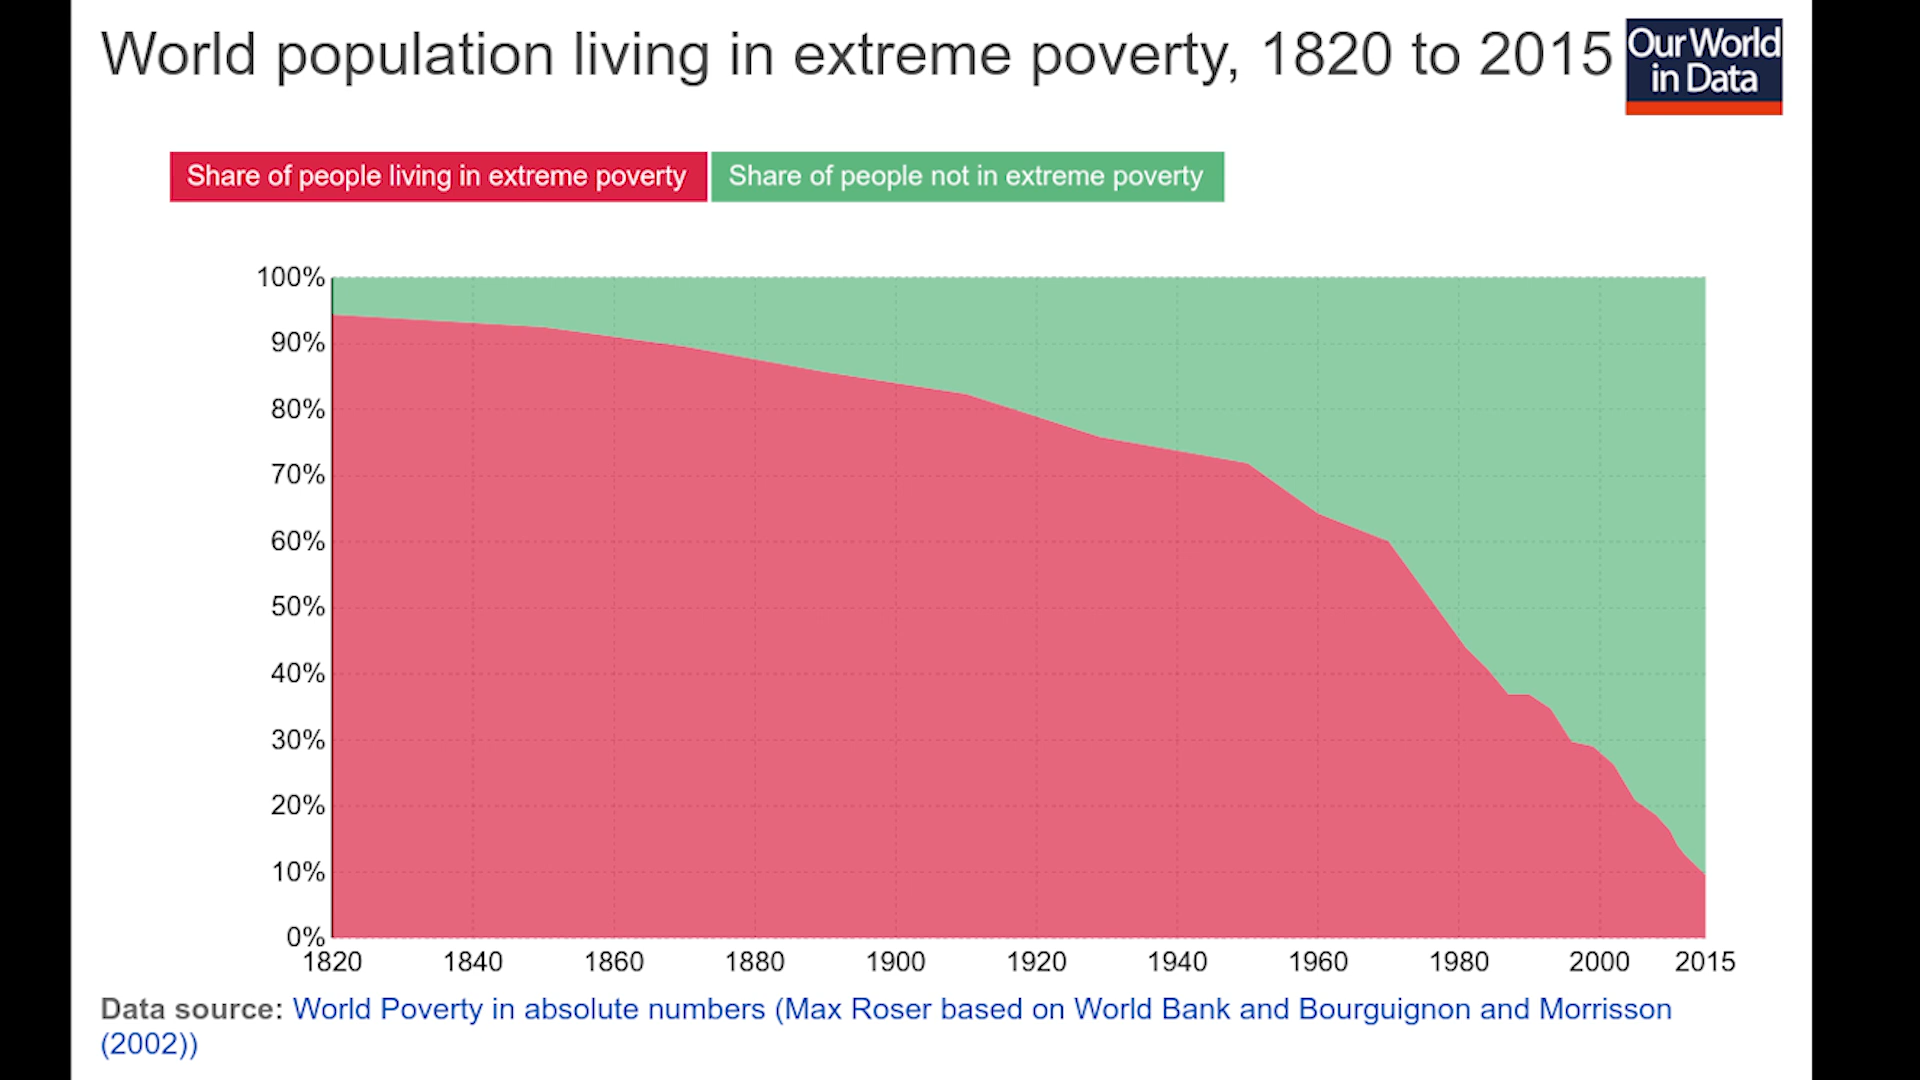 World population living in extreme poverty, 1820 to 2015
Our World
in Data
Share of people living in extreme poverty
Share of people not in extreme poverty
100%
90%
80%
70%
60%
50%
40%
30%
20%
10%
0%
1820 1840 1860 1880 1900 1920 1940 1960 1980 2000 2015
Data source: World Poverty in absolute numbers (Max Roser based on World Bank and Bourguignon and Morrisson
(2002))